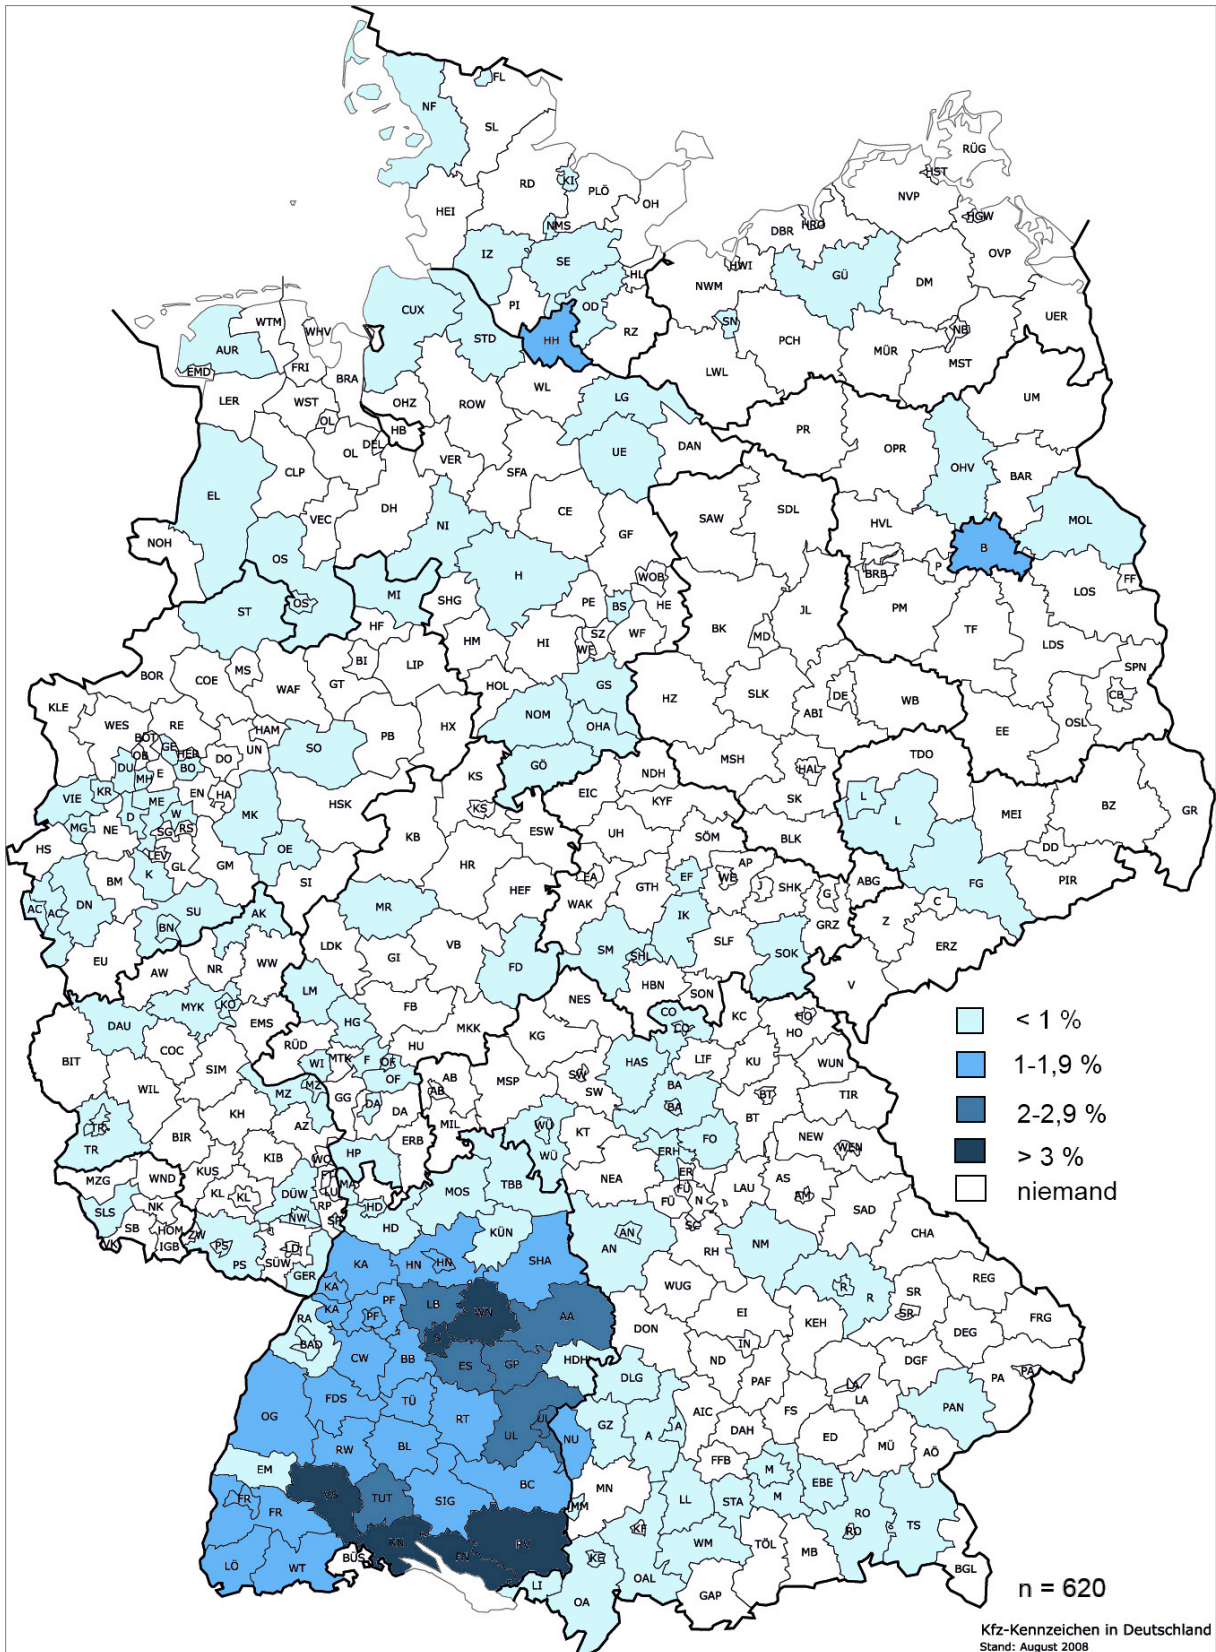 FL
NF
SL
RÜG
HST
RD
KI
PLÖ
OH
NVP
HEI
HGW
NMS
DBR
HRO
IZ
SE
OVP
HL
HWI
GÜ
DM
NWM
PI
OD
CUX
UER
WTM
WHV
SN
NB
STD
HH
RZ
PCH
AUR
MÜR
MST
FRI
EMD
LWL
BRA
WL
UM
LER
WST
OHZ
ROW
LG
OL
HB
PR
DEL
OL
VER
UE
DAN
OPR
CLP
SFA
OHV
BAR
EL
DH
CE
SAW
SDL
VEC
NI
HVL
MOL
GF
NOH
OS
B
H
BRB
P
FF
WOB
MI
SHG
PE
BS
HE
JL
PM
LOS
OS
ST
HF
BK
MD
TF
HM
HI
SZ
WF
LDS
WF
BI
LIP
SPN
BOR
COE
MS
HOL
GS
WAF
GT
HZ
SLK
DE
WB
CB
KLE
NOM
ABI
WES
RE
HX
OHA
OSL
BOT
HAM
PB
EE
GE
HER
OB
UN
SO
DU
BO
DO
GÖ
MSH
TDO
MH
E
KS
NDH
HAL
KR
EN
HA
EIC
VIE
ME
SK
L
KS
KYF
HSK
D
W
MK
L
MEI
BZ
GR
MG
NE
SG
RS
ESW
UH
SÖM
BLK
KB
HS
LEV
OE
DD
GL
GM
HR
AP
K
EF
BM
EA
WE
ABG
PIR
SI
HEF
GTH
J
SHK
FG
G
C
AC
AC
DN
SU
AK
MR
WAK
IK
Z
BN
GRZ
LDK
VB
SM
SLF
ERZ
EU
WW
GI
SHL
SOK
AW
NR
FD
HBN
V
LM
SON
MYK
KO
FB
NES
CO
KC
HO
DAU
EMS
HG
HO
CO
COC
MKK
KG
BIT
RÜD
MTK
HU
LIF
KU
WUN
SIM
WI
F
OF
HAS
WIL
MZ
OF
AB
SW
BA
MZ
GG
MSP
SW
BT
TIR
KH
DA
AB
BA
AZ
DA
BT
TR
MIL
WÜ
KT
FO
NEW
TR
BIR
ERB
WEN
KIB
HP
WÜ
ERH
WO
ER
MZG
WND
KUS
TBB
NEA
LAU
AS
FT
MA
FÜ
KL
KL
DÜW
LU
MOS
FÜ
N
AM
NK
RP
HD
SAD
SLS
SB
HOM
NW
SP
HD
KÜN
AN
SC
CHA
VK
IGB
ZW
PS
AN
RH
NM
PS
LD
SÜW
GER
KA
HN
HN
SHA
REG
WUG
R
R
SR
KA
PF
LB
WN
EI
SR
FRG
RA
KA
PF
AA
DON
KEH
DEG
BAD
S
IN
CW
BB
ES
GP
HDH
ND
DGF
PA
DLG
PAF
LA
PA
FDS
TÜ
LA
OG
RT
UL
GZ
A
A
AIC
FS
PAN
RW
BL
UL
NU
DAH
ED
MÜ
AÖ
EM
FFB
M
BC
MN
EBE
FR
VS
TUT
SIG
MM
LL
STA
M
RO
FR
KF
WM
RO
TS
KN
RV
LÖ
WT
BÜS
FN
KE
TÖL
MB
LI
OAL
BGL
OA
GAP
< 1 %
1-1,9 %
2-2,9 %
> 3 %
niemand
n = 620
Kfz-Kennzeichen in Deutschland
Stand: August 2008